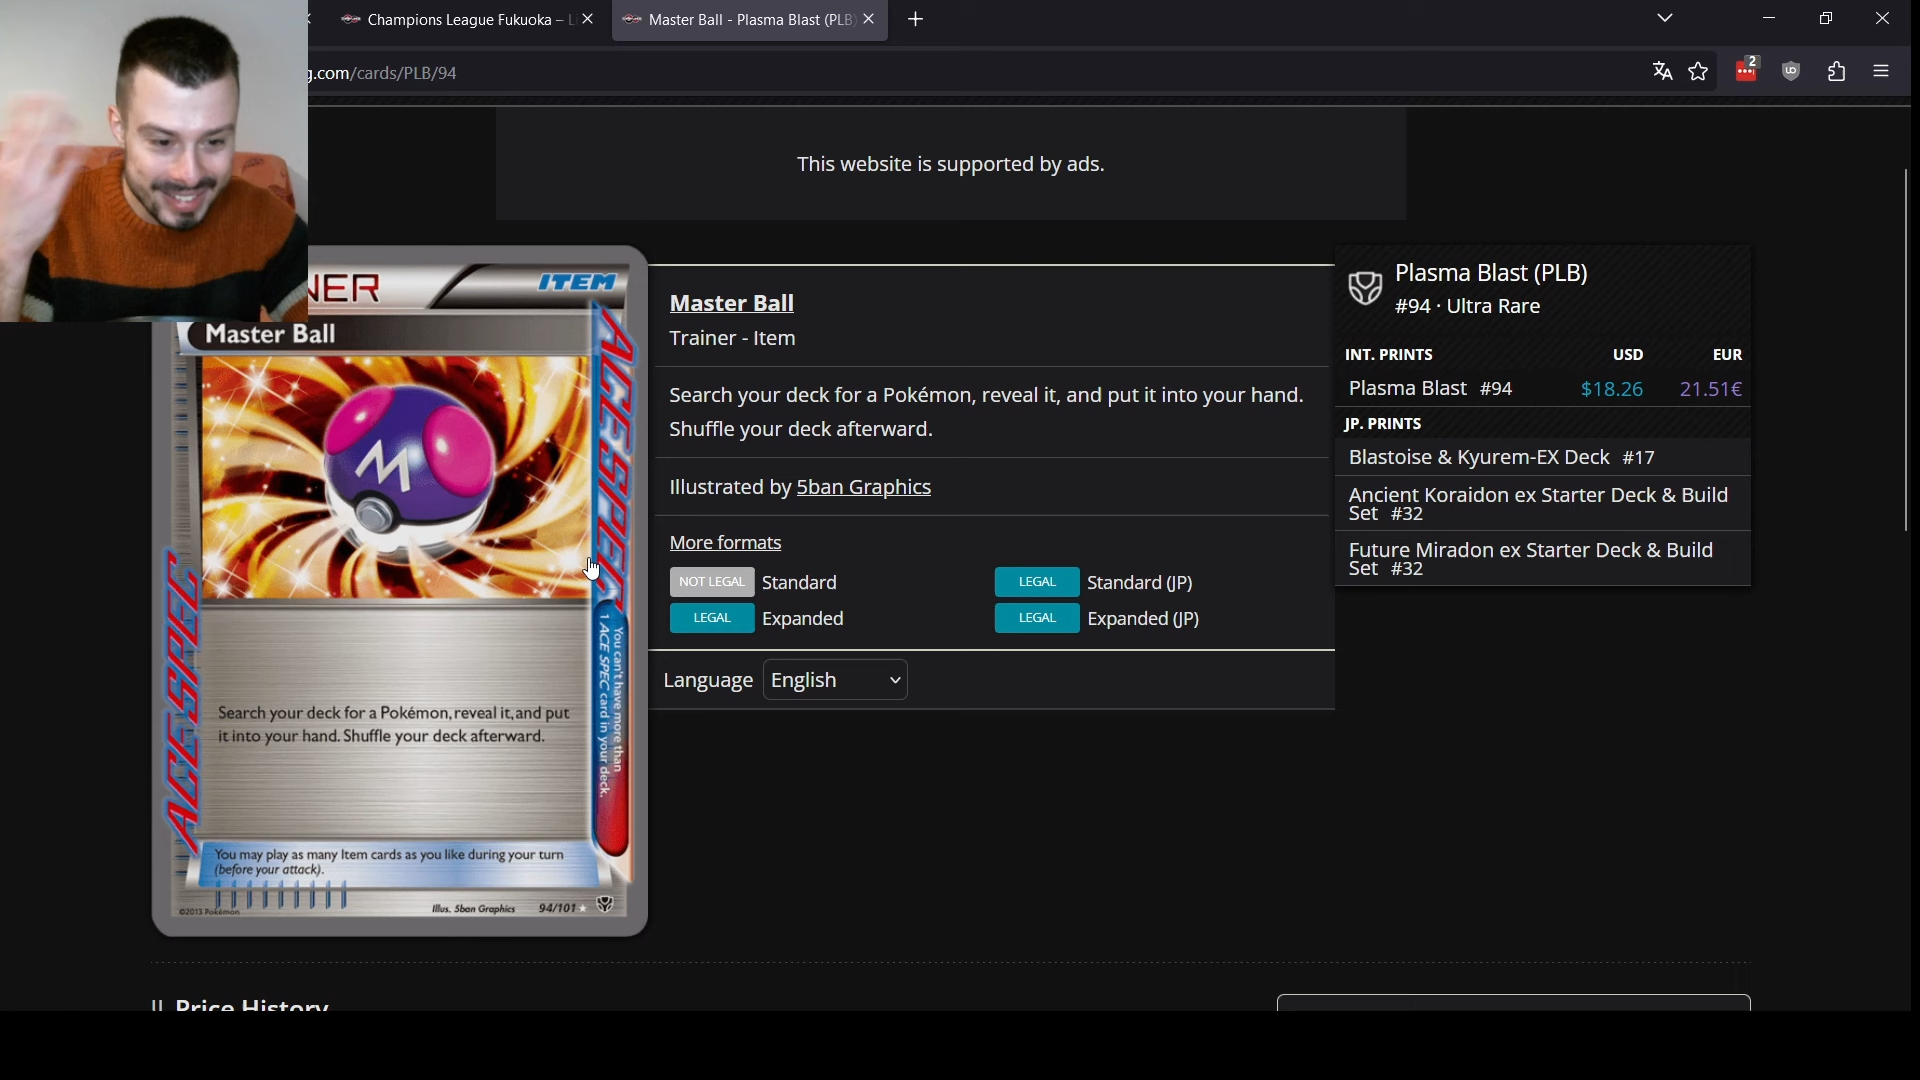 Champions League Fukuoka – Li
Master Ball - Plasma Blast (PLB)
g.com/cards/PLB/94
2
This website is supported by ads.
NER
ITEM
Master Ball
ACE SPEC
M
ACE SPEC
You can't have more than
1 ACE SPEC card in your deck.
Search your deck for a Pokémon, reveal it, and put
it into your hand. Shuffle your deck afterward.
You may play as many Item cards as you like during your turn
(before your attack).
©2013 Pokémon
Illus. 5ban Graphics
94/101
Master Ball
Trainer - Item
Search your deck for a Pokémon, reveal it, and put it into your hand.
Shuffle your deck afterward.
Illustrated by 5ban Graphics
More formats
NOT LEGAL Standard
LEGAL Standard (JP)
LEGAL Expanded
LEGAL Expanded (JP)
Language English
Plasma Blast (PLB)
#94 · Ultra Rare
INT. PRINTS USD EUR
Plasma Blast #94 $18.26 21.51€
JP. PRINTS
Blastoise & Kyurem-EX Deck #17
Ancient Koraidon ex Starter Deck & Build
Set #32
Future Miradon ex Starter Deck & Build
Set #32
Price History